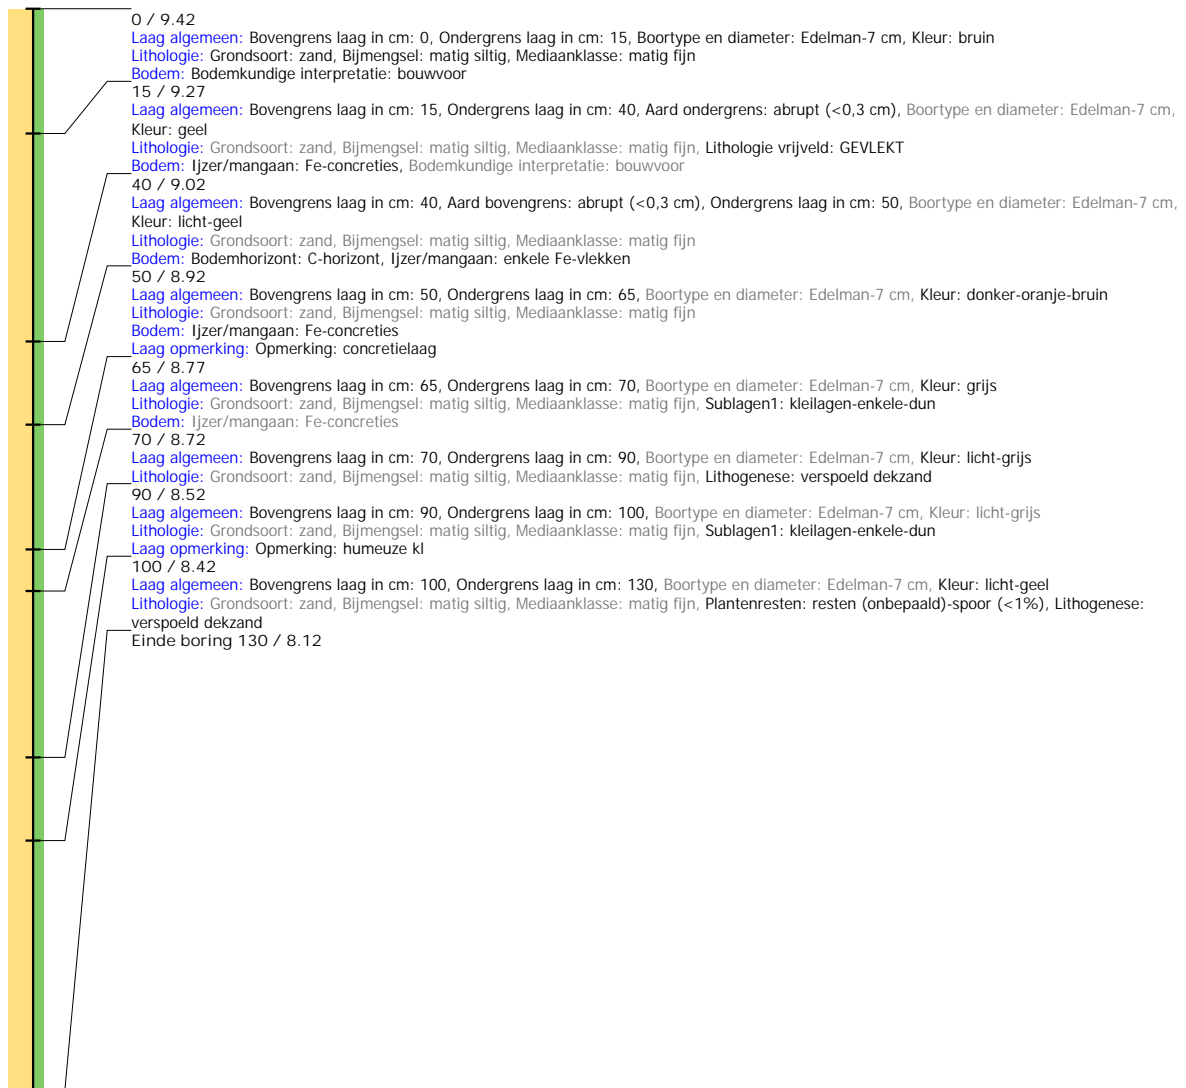 0 / 9.42
Laag algemeen: Bovengrens laag in cm: 0, Ondergrens laag in cm: 15, Boortype en diameter: Edelman-7 cm, Kleur: bruin
Lithologie: Grondsoort: zand, Bijmengsel: matig siltig, Mediaanklasse: matig fijn
Bodem: Bodemkundige interpretatie: bouwvoor
15 / 9.27
Laag algemeen: Bovengrens laag in cm: 15, Ondergrens laag in cm: 40, Aard ondergrens: abrupt (<0,3 cm), Boortype en diameter: Edelman-7 cm,
Kleur: geel
Lithologie: Grondsoort: zand, Bijmengsel: matig siltig, Mediaanklasse: matig fijn, Lithologie vrijveld: GEVLEKT
Bodem: Ijzer/mangaan: Fe-concreties, Bodemkundige interpretatie: bouwvoor
40 / 9.02
Laag algemeen: Bovengrens laag in cm: 40, Aard bovengrens: abrupt (<0,3 cm), Ondergrens laag in cm: 50, Boortype en diameter: Edelman-7 cm,
Kleur: licht-geel
Lithologie: Grondsoort: zand, Bijmengsel: matig siltig, Mediaanklasse: matig fijn
Bodem: Bodemhorizont: C-horizont, Ijzer/mangaan: enkele Fe-vlekken
50 / 8.92
Laag algemeen: Bovengrens laag in cm: 50, Ondergrens laag in cm: 65, Boortype en diameter: Edelman-7 cm, Kleur: donker-oranje-bruin
Lithologie: Grondsoort: zand, Bijmengsel: matig siltig, Mediaanklasse: matig fijn
Bodem: Ijzer/mangaan: Fe-concreties
Laag opmerking: Opmerking: concretielaag
65 / 8.77
Laag algemeen: Bovengrens laag in cm: 65, Ondergrens laag in cm: 70, Boortype en diameter: Edelman-7 cm, Kleur: grijs
Lithologie: Grondsoort: zand, Bijmengsel: matig siltig, Mediaanklasse: matig fijn, Sublagen1: kleilagen-enkele-dun
Bodem: Ijzer/mangaan: Fe-concreties
70 / 8.72
Laag algemeen: Bovengrens laag in cm: 70, Ondergrens laag in cm: 90, Boortype en diameter: Edelman-7 cm, Kleur: licht-grijs
Lithologie: Grondsoort: zand, Bijmengsel: matig siltig, Mediaanklasse: matig fijn, Lithogenese: verspoeld dekzand
90 / 8.52
Laag algemeen: Bovengrens laag in cm: 90, Ondergrens laag in cm: 100, Boortype en diameter: Edelman-7 cm, Kleur: licht-grijs
Lithologie: Grondsoort: zand, Bijmengsel: matig siltig, Mediaanklasse: matig fijn, Sublagen1: kleilagen-enkele-dun
Laag opmerking: Opmerking: humeuze kl
100 / 8.42
Laag algemeen: Bovengrens laag in cm: 100, Ondergrens laag in cm: 130, Boortype en diameter: Edelman-7 cm, Kleur: licht-geel
Lithologie: Grondsoort: zand, Bijmengsel: matig siltig, Mediaanklasse: matig fijn, Plantenresten: resten (onbepaald)-spoor (<1%), Lithogenese:
verspoeld dekzand
Einde boring 130 / 8.12